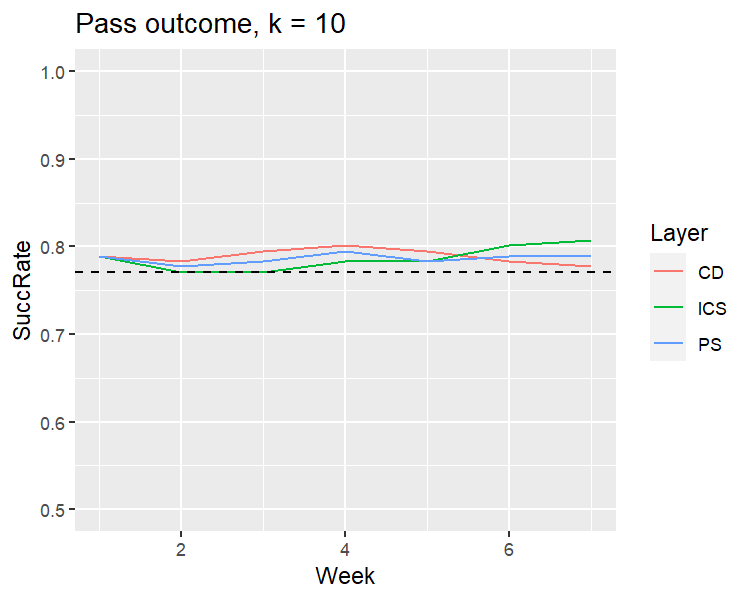 Pass outcome, k = 10
1.0
0.9
0.8
0.7
0.6
0.5
SuccRate
2
4
6
Week
Layer
CD
ICS
PS